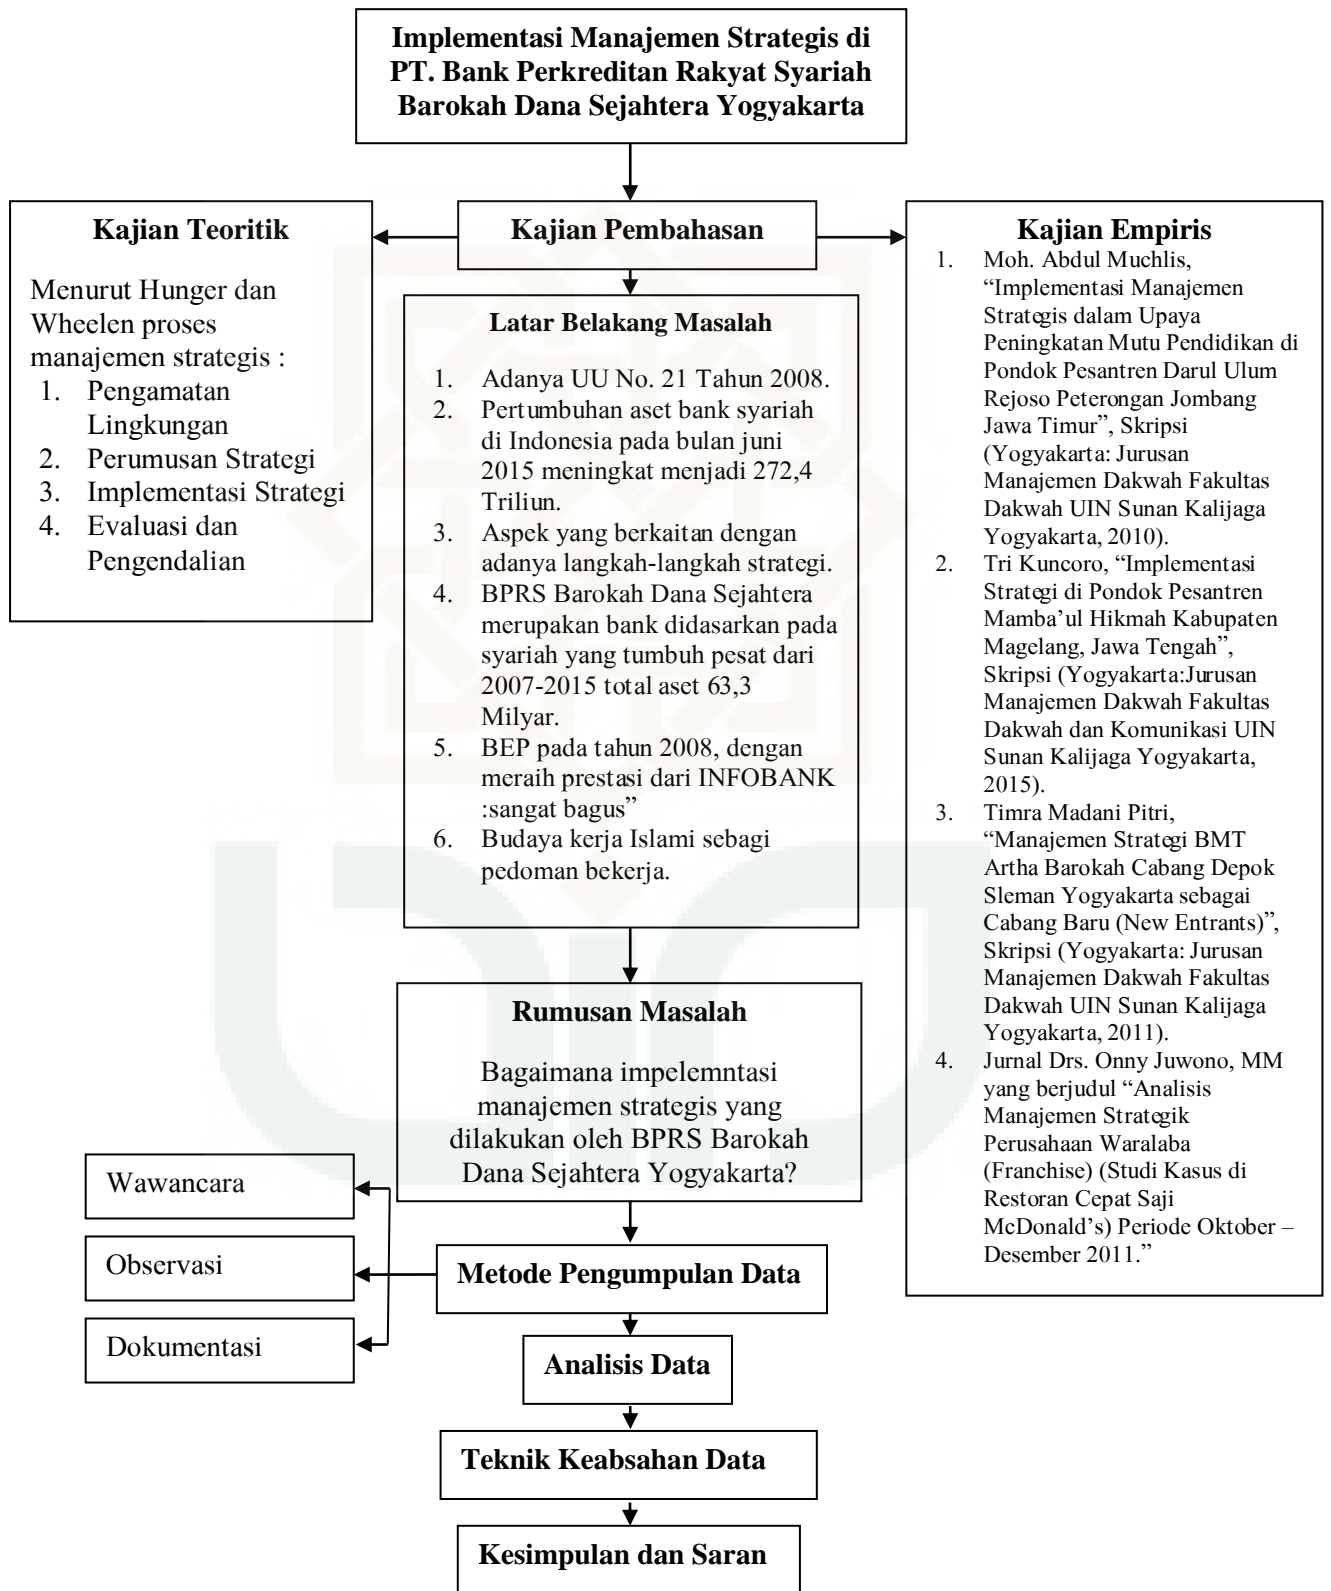 Implementasi Manajemen Strategis di
PT. Bank Perkreditan Rakyat Syariah
Barokah Dana Sejahtera Yogyakarta
Kajian Teoritik
Menurut Hunger dan
Wheelen proses
manajemen strategis :
1. Pengamatan
Lingkungan
2. Perumusan Strategi
3. Implementasi Strategi
4. Evaluasi dan
Pengendalian
Kajian Pembahasan
Latar Belakang Masalah
1. Adanya UU No. 21 Tahun 2008.
2. Pertumbuhan aset bank syariah
di Indonesia pada bulan juni
2015 meningkat menjadi 272,4
Triliun.
3. Aspek yang berkaitan dengan
adanya langkah-langkah strategi.
4. BPRS Barokah Dana Sejahtera
merupakan bank didasarkan pada
syariah yang tumbuh pesat dari
2007-2015 total aset 63,3
Milyar.
5. BEP pada tahun 2008, dengan
meraih prestasi dari INFOBANK
:sangat bagus”
6. Budaya kerja Islami sebagi
pedoman bekerja.
Kajian Empiris
1. Moh. Abdul Muchlis,
“Implementasi Manajemen
Strategis dalam Upaya
Peningkatan Mutu Pendidikan di
Pondok Pesantren Darul Ulum
Rejoso Peterongan Jombang
Jawa Timur”, Skripsi
(Yogyakarta: Jurusan
Manajemen Dakwah Fakultas
Dakwah UIN Sunan Kalijaga
Yogyakarta, 2010).
2. Tri Kuncoro, “Implementasi
Strategi di Pondok Pesantren
Mamba’ul Hikmah Kabupaten
Magelang, Jawa Tengah”,
Skripsi (Yogyakarta:Jurusan
Manajemen Dakwah Fakultas
Dakwah dan Komunikasi UIN
Sunan Kalijaga Yogyakarta,
2015).
3. Timra Madani Pitri,
“Manajemen Strategi BMT
Artha Barokah Cabang Depok
Sleman Yogyakarta sebagai
Cabang Baru (New Entrants)”,
Skripsi (Yogyakarta: Jurusan
Manajemen Dakwah Fakultas
Dakwah UIN Sunan Kalijaga
Yogyakarta, 2011).
4. Jurnal Drs. Onny Juwono, MM
yang berjudul “Analisis
Manajemen Strategik
Perusahaan Waralaba
(Franchise) (Studi Kasus di
Restoran Cepat Saji
McDonald’s) Periode Oktober –
Desember 2011.”
Rumusan Masalah
Bagaimana impelemntasi
manajemen strategis yang
dilakukan oleh BPRS Barokah
Dana Sejahtera Yogyakarta?
Wawancara
Observasi
Dokumentasi
Metode Pengumpulan Data
Analisis Data
Teknik Keabsahan Data
Kesimpulan dan Saran